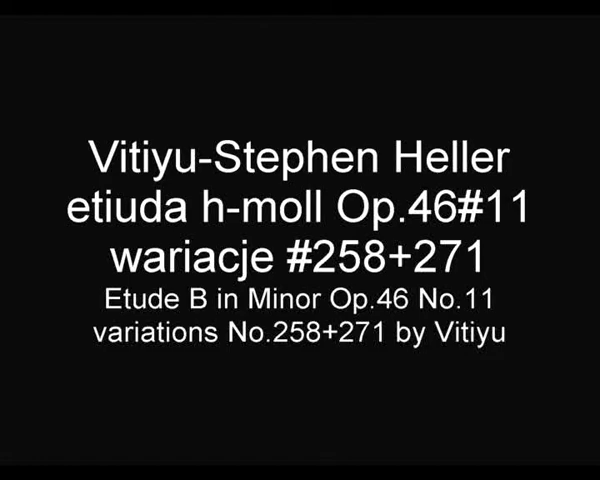 Vitiyu-Stephen Heller
etiuda h-moll Op.46#11
wariacje #258+271
Etude B in Minor Op.46 No.11
variations No.258+271 by Vitiyu